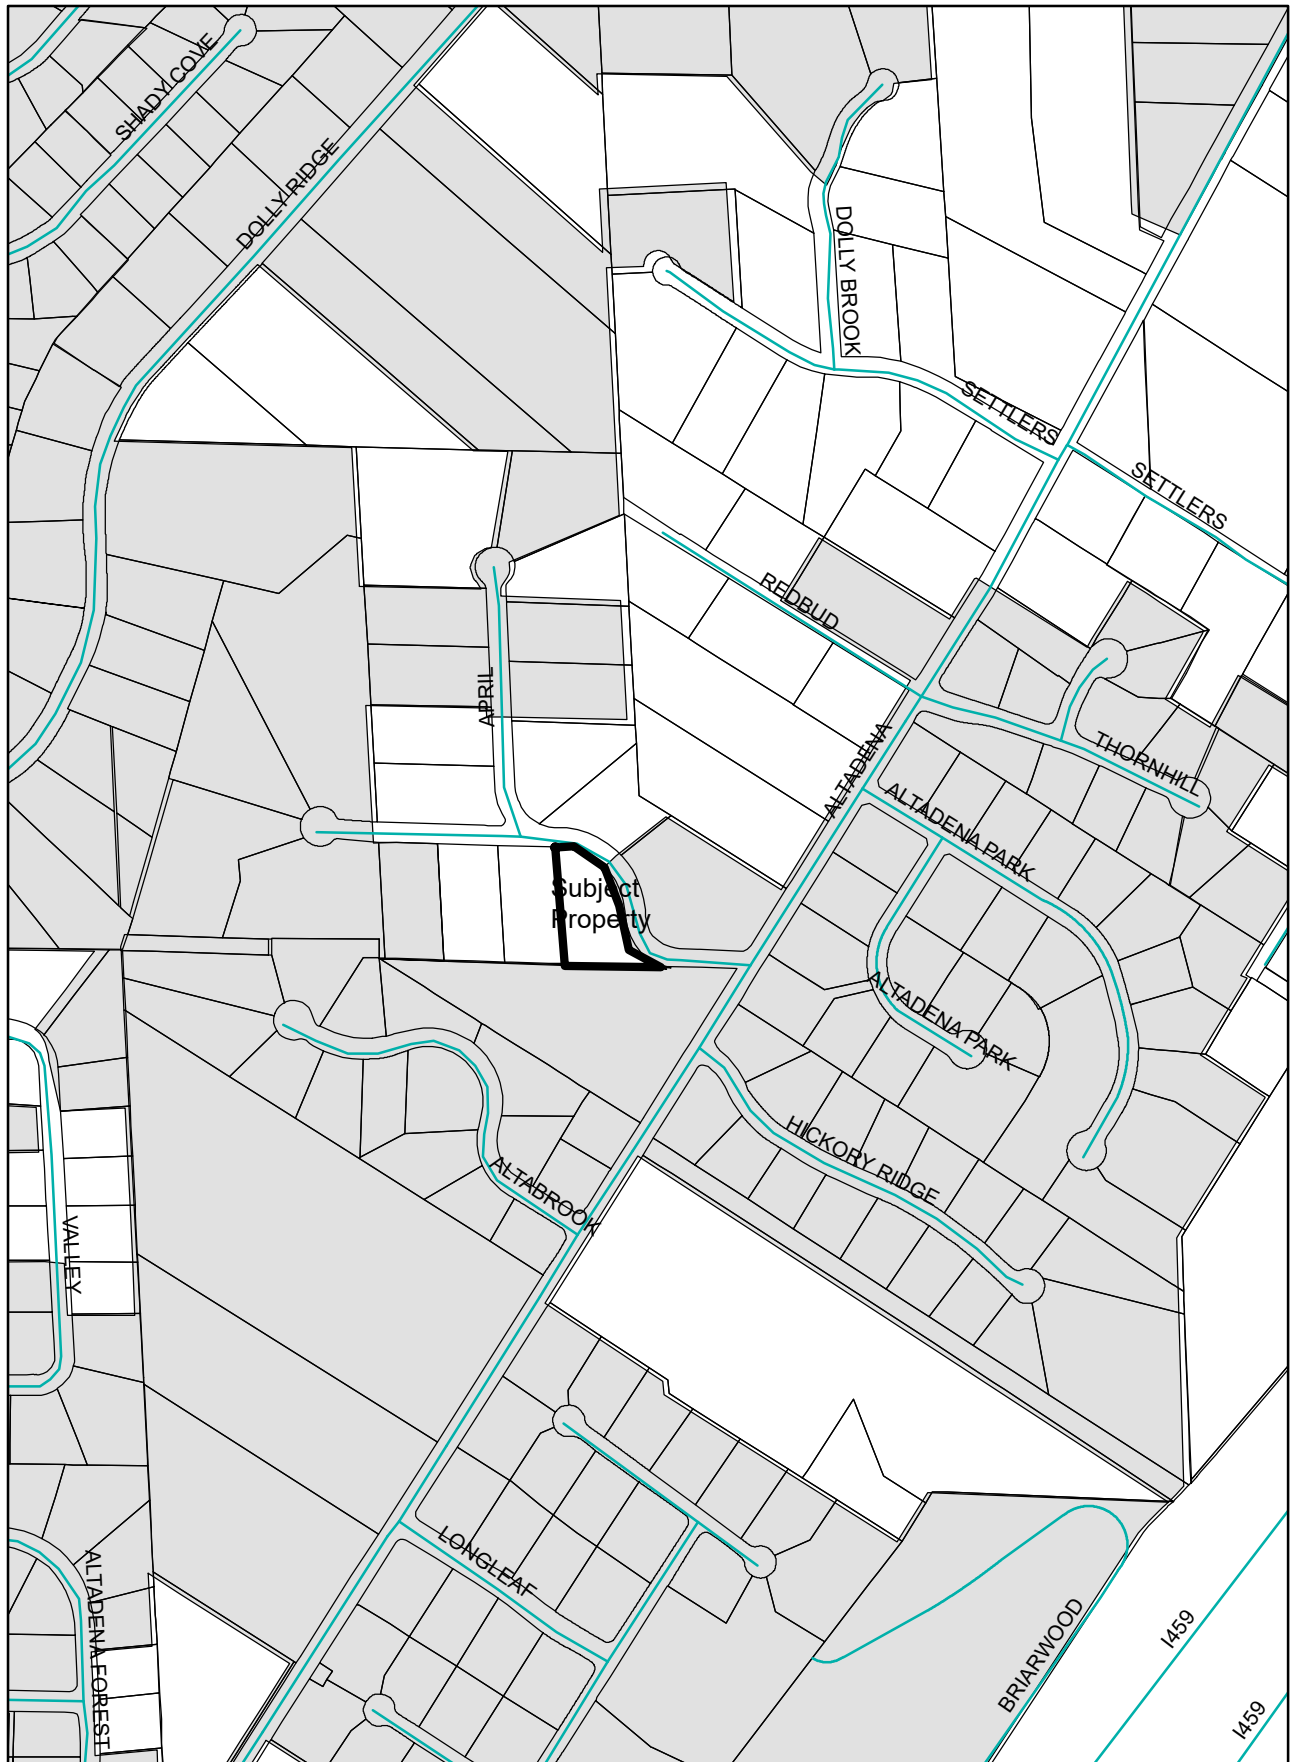 SHADY COVE
DOLLY RIDGE
DOLLY BROOK
SETTLERS
SETTLERS
REDBUD
APRIL
ALTADENA
THORNHILL
ALTADENA PARK
Subject
Property
ALTADENA PARK
HICKORY RIDGE
ALTABROOK
VALLEY
LONGLEAF
ALTADENA FOREST
BRIARWOOD
I459
I459